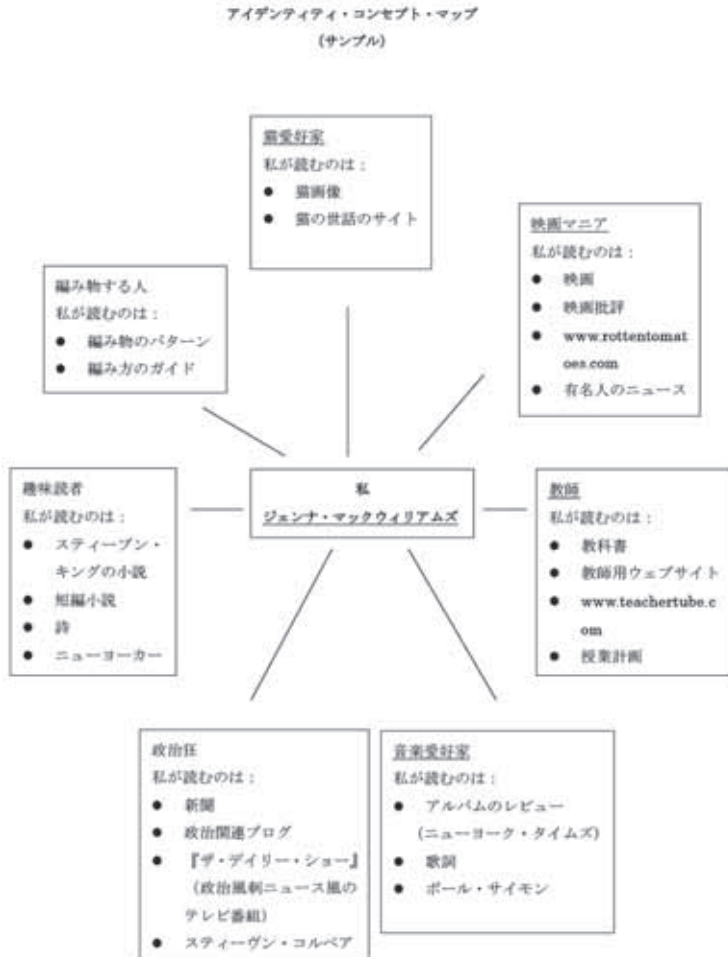 アイデンティティ・コンセプト・マップ
(サンプル)
猫愛好家
私が読むのは：
● 猫画像
● 猫の世話のサイト
映画マニア
私が読むのは：
● 映画
● 映画批評
● www.rottentomat
oes.com
● 有名人のニュース
編み物する人
私が読むのは：
● 編み物のパターン
● 編み方のガイド
私
ジェンナ・マックウィリアムズ
趣味読者
私が読むのは：
● スティーブン・
キングの小説
● 短編小説
● 詩
● ニューヨーカー
教師
私が読むのは：
● 教科書
● 教師用ウェブサイト
● www.teachertube.c
om
● 授業計画
政治狂
私が読むのは：
● 新聞
● 政治関連ブログ
● 『ザ・デイリー・ショー』
（政治風刺ニュース風の
テレビ番組）
● スティーヴン・コルベア
音楽愛好家
私が読むのは：
● アルバムのレビュー
(ニューヨーク・タイムズ)
● 歌詞
● ポール・サイモン